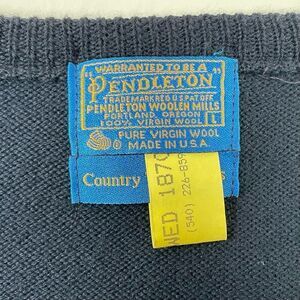 WARRANTED TO BE A
"PENDLETON"
TRADEMARK REG U.S. PAT. OFF.
PENDLETON WOOLEN MILLS
PORTLAND, OREGON
100% VIRGIN WOOL L
PURE VIRGIN WOOL
MADE IN U.S.A.
Country s
WED 1870
(540) 226-859